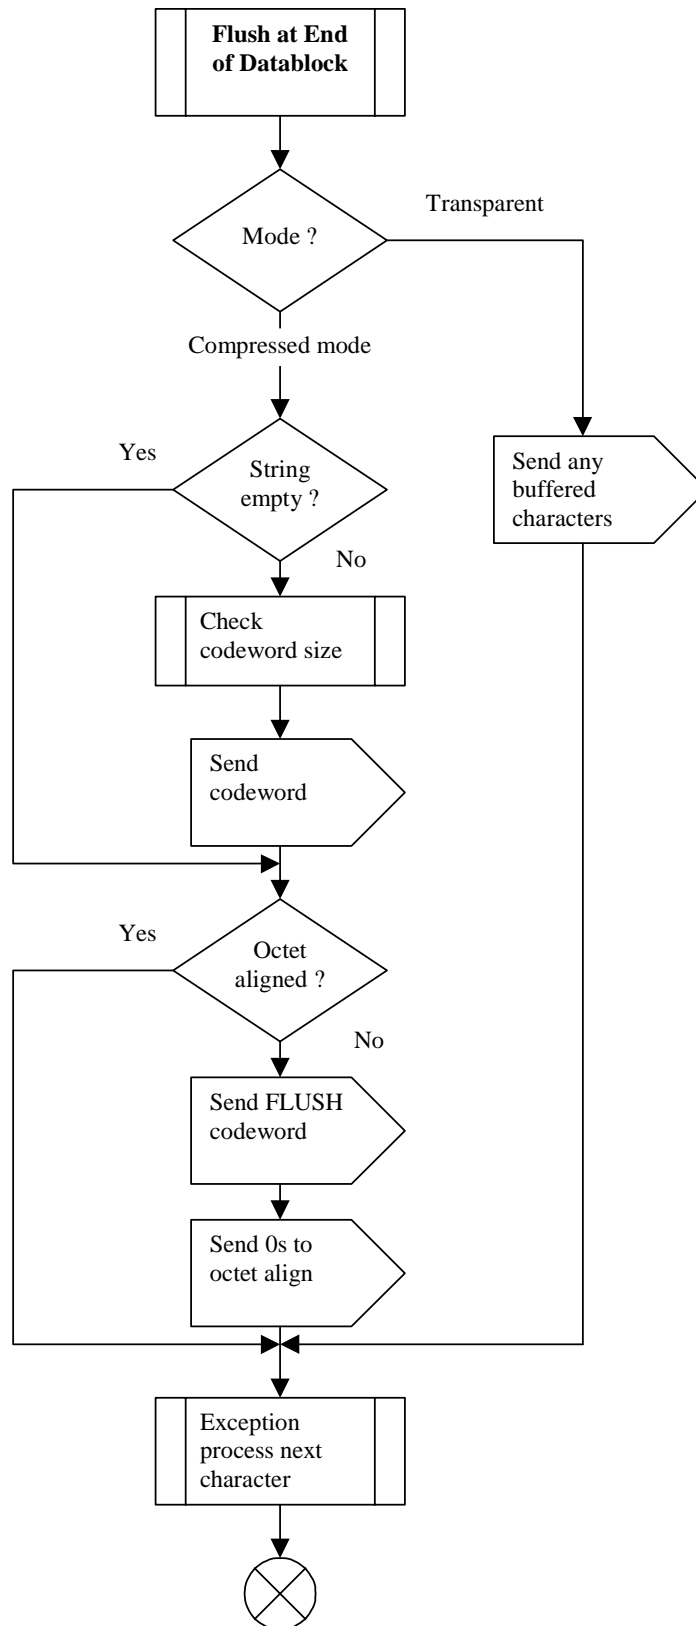 Flush at End
of Datablock
Mode ?
Transparent
Compressed mode
Yes
String
empty ?
Send any
buffered
characters
No
Check
codeword size
Send
codeword
Yes
Octet
aligned ?
No
Send FLUSH
codeword
Send 0s to
octet align
Exception
process next
character